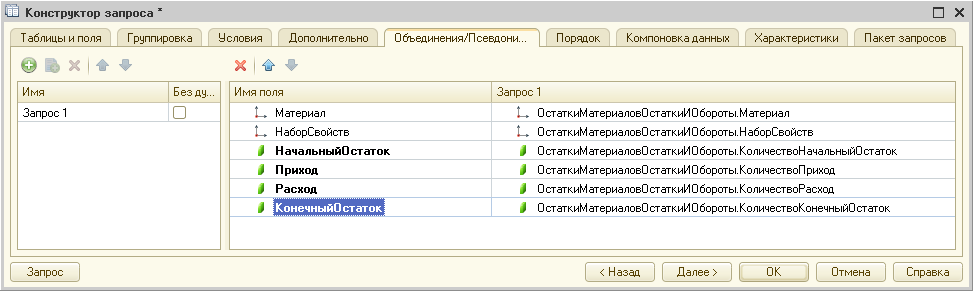 Конструктор запроса *
Таблицы и поля Группировка Условия Дополнительно Объединения/Псевдони... Порядок Компоновка данных Характеристики Пакет запросов
Имя Без ду... Имя поля Запрос 1
Запрос 1 Материал ОстаткиМатериаловОстаткиИОбороты.Материал
НаборСвойств ОстаткиМатериаловОстаткиИОбороты.НаборСвойств
НачальныйОстаток ОстаткиМатериаловОстаткиИОбороты.КоличествоНачальныйОстаток
Приход ОстаткиМатериаловОстаткиИОбороты.КоличествоПриход
Расход ОстаткиМатериаловОстаткиИОбороты.КоличествоРасход
КонечныйОстаток ОстаткиМатериаловОстаткиИОбороты.КоличествоКонечныйОстаток
Запрос < Назад Далее > OK Отмена Справка